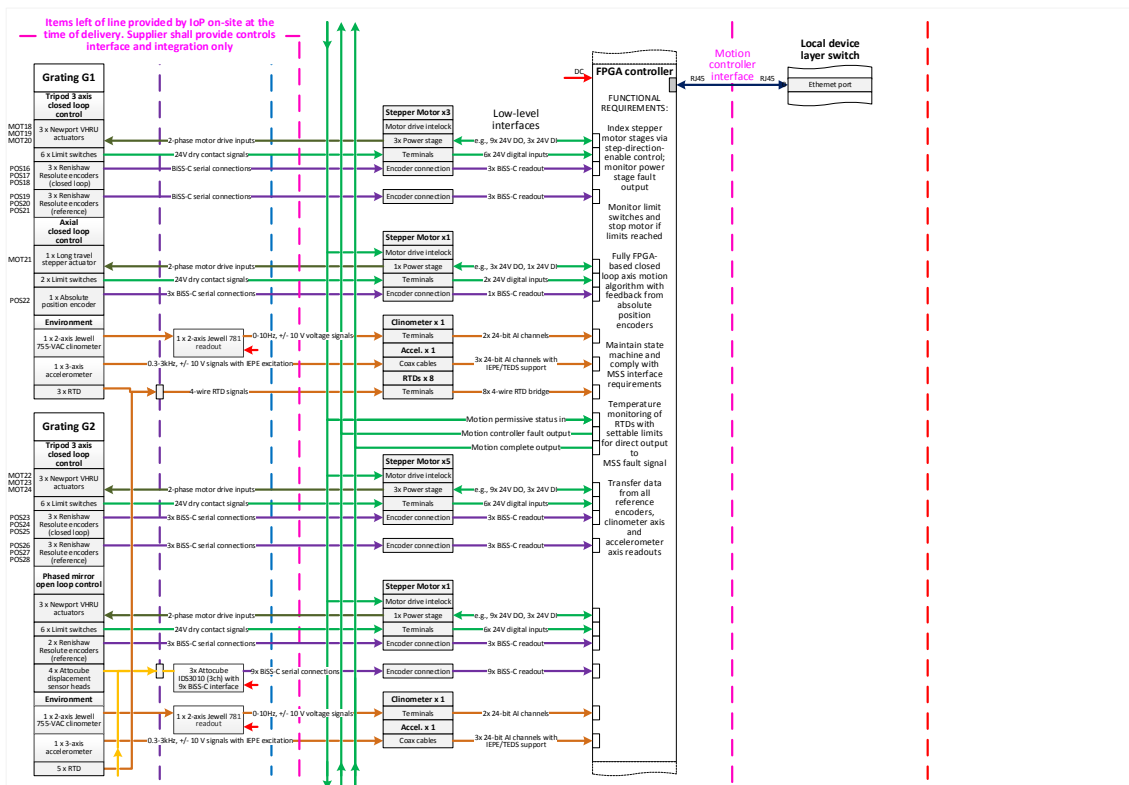 Items left of line provided by IoP on-site at the
time of delivery. Supplier shall provide controls
interface and integration only
Grating G1
Tripod 3 axis
closed loop
control
MOT18
MOT19
MOT20
3 x Newport VHRU
actuators
6 x Limit switches
POS16
POS17
POS18
3 x Renishaw
Resolute encoders
(closed loop)
POS19
POS20
POS21
3 x Renishaw
Resolute encoders
(reference)
Axial
closed loop
control
MOT21
1 x Long travel
stepper actuator
2 x Limit switches
POS22
1 x Absolute
position encoder
Environment
1 x 2-axis Jewell
755-VAC clinometer
1 x 3-axis
accelerometer
3 x RTD
2-phase motor drive inputs
24V dry contact signals
BiSS-C serial connections
BiSS-C serial connections
2-phase motor drive inputs
24V dry contact signals
3x BiSS-C serial connections
1 x 2-axis Jewell 781
readout
0-10Hz, +/- 10 V voltage signals
0.3-3kHz, +/- 10 V signals with IEPE excitation
4-wire RTD signals
Stepper Motor x3
Motor drive intelock
3x Power stage
Terminals
Encoder connection
Encoder connection
Stepper Motor x1
Motor drive intelock
1x Power stage
Terminals
Encoder connection
Clinometer x 1
Terminals
Accel. x 1
Coax cables
RTDs x 8
Terminals
Low-level
interfaces
e.g., 9x 24V DO, 3x 24V DI
6x 24V digital inputs
3x BiSS-C readout
3x BiSS-C readout
e.g., 3x 24V DO, 1x 24V DI
2x 24V digital inputs
1x BiSS-C readout
2x 24-bit AI channels
3x 24-bit AI channels with
IEPE/TEDS support
8x 4-wire RTD bridge
Motion permissive status in
Motion controller fault output
Motion complete output
DC
FPGA controller
FUNCTIONAL
REQUIREMENTS:
Index stepper
motor stages via
step-direction-
enable control;
monitor power
stage fault
output
Monitor limit
switches and
stop motor if
limits reached
Fully FPGA-
based closed
loop axis motion
algorithm with
feedback from
absolute
position
encoders
Maintain state
machine and
comply with
MSS interface
requirements
Temperature
monitoring of
RTDs with
settable limits
for direct output
to
MSS fault signal
Transfer data
from all
reference
encoders,
clinometer axis
and
accelerometer
axis readouts
RJ45
Motion
controller
interface
RJ45
Local device
layer switch
Ethernet port
Grating G2
Tripod 3 axis
closed loop
control
MOT22
MOT23
MOT24
3 x Newport VHRU
actuators
6 x Limit switches
POS23
POS24
POS25
3 x Renishaw
Resolute encoders
(closed loop)
POS26
POS27
POS28
3 x Renishaw
Resolute encoders
(reference)
Phased mirror
open loop control
3 x Newport VHRU
actuators
6 x Limit switches
2 x Renishaw
Resolute encoders
(reference)
4 x Attocube
displacement
sensor heads
Environment
1 x 2-axis Jewell
755-VAC clinometer
1 x 3-axis
accelerometer
5 x RTD
2-phase motor drive inputs
24V dry contact signals
3x BiSS-C serial connections
3x BiSS-C serial connections
2-phase motor drive inputs
24V dry contact signals
3x BiSS-C serial connections
3x Attocube
IDS3010 (3ch) with
9x BiSS-C interface
9x BiSS-C serial connections
1 x 2-axis Jewell 781
readout
0-10Hz, +/- 10 V voltage signals
0.3-3kHz, +/- 10 V signals with IEPE excitation
Stepper Motor x5
Motor drive intelock
3x Power stage
Terminals
Encoder connection
Encoder connection
Stepper Motor x1
Motor drive intelock
1x Power stage
Terminals
Encoder connection
Encoder connection
Clinometer x 1
Terminals
Accel. x 1
Coax cables
e.g., 9x 24V DO, 3x 24V DI
6x 24V digital inputs
3x BiSS-C readout
3x BiSS-C readout
e.g., 9x 24V DO, 3x 24V DI
6x 24V digital inputs
3x BiSS-C readout
9x BiSS-C readout
2x 24-bit AI channels
3x 24-bit AI channels with
IEPE/TEDS support